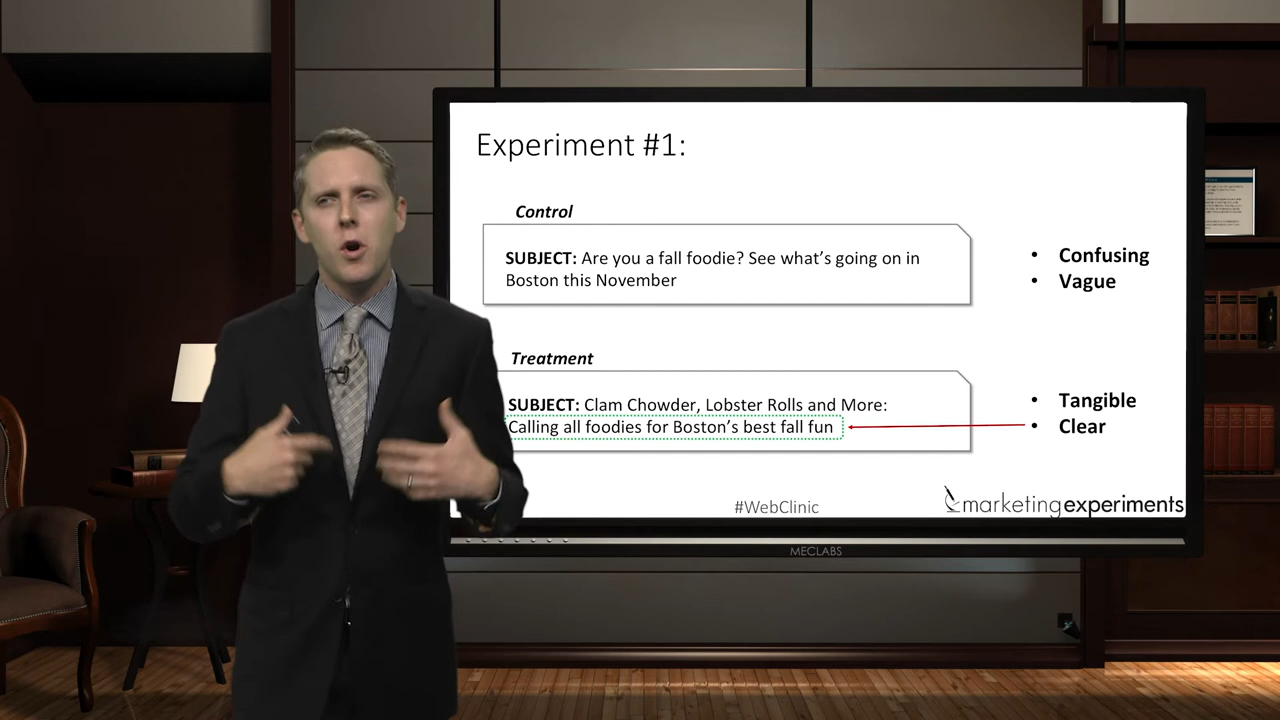 Experiment #1:
Control
SUBJECT: Are you a fall foodie? See what's going on in
Boston this November
• Confusing
• Vague
Treatment
SUBJECT: Clam Chowder, Lobster Rolls and More:
Calling all foodies for Boston's best fall fun
• Tangible
• Clear
#WebClinic
marketingexperiments
MECLABS